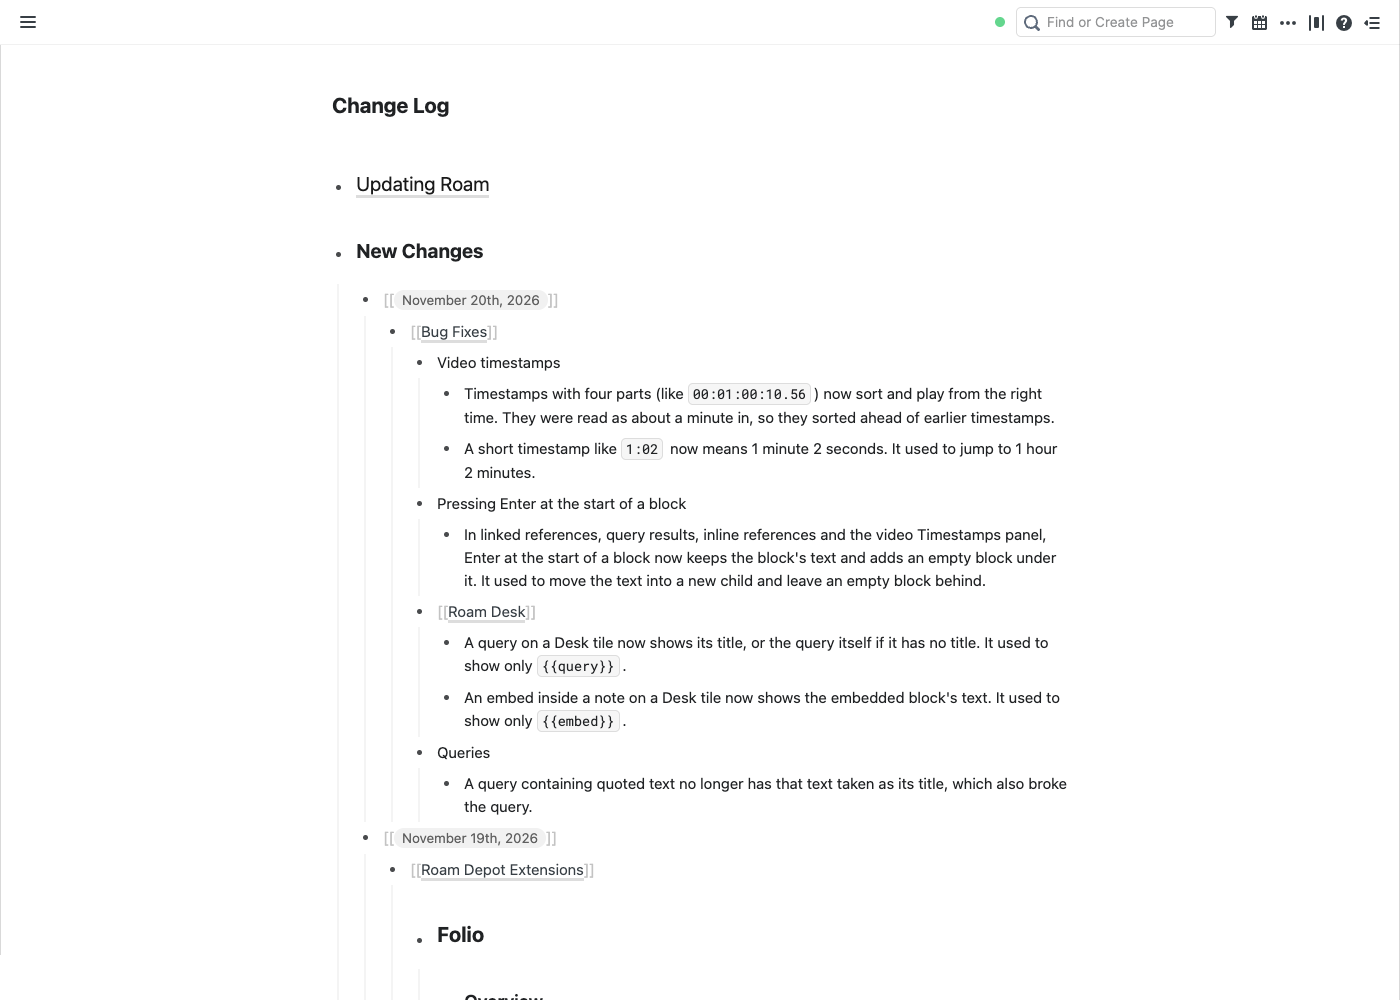 Find or Create Page
Change Log
Updating Roam
New Changes
[[November 20th, 2026]]
[[Bug Fixes]]
Video timestamps
Timestamps with four parts (like 00:01:00:10.56 ) now sort and play from the right
time. They were read as about a minute in, so they sorted ahead of earlier timestamps.
A short timestamp like 1:02 now means 1 minute 2 seconds. It used to jump to 1 hour
2 minutes.
Pressing Enter at the start of a block
In linked references, query results, inline references and the video Timestamps panel,
Enter at the start of a block now keeps the block's text and adds an empty block under
it. It used to move the text into a new child and leave an empty block behind.
[[Roam Desk]]
A query on a Desk tile now shows its title, or the query itself if it has no title. It used to
show only {{query}} .
An embed inside a note on a Desk tile now shows the embedded block's text. It used to
show only {{embed}} .
Queries
A query containing quoted text no longer has that text taken as its title, which also broke
the query.
[[November 19th, 2026]]
[[Roam Depot Extensions]]
Folio
Overview